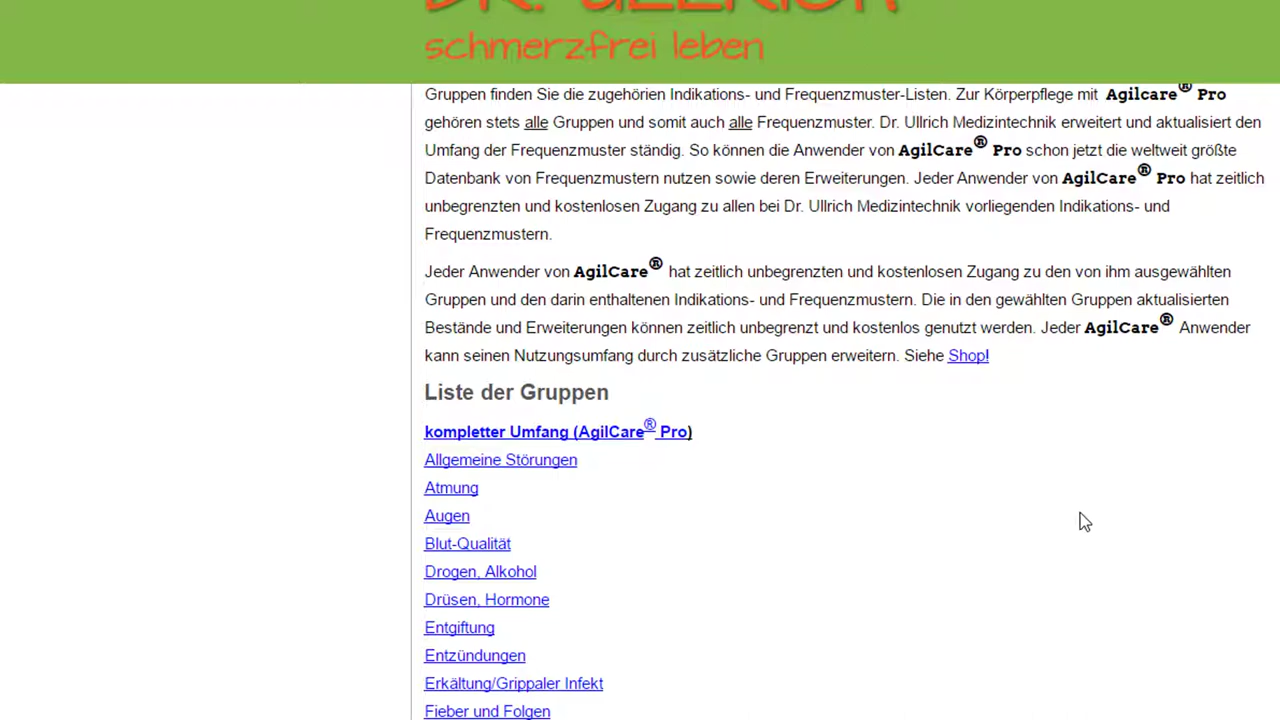 schmerzfrei leben
Gruppen finden Sie die zugehörien Indikations- und Frequenzmuster-Listen. Zur Körperpflege mit Agilcare® Pro
gehören stets alle Gruppen und somit auch alle Frequenzmuster. Dr. Ullrich Medizintechnik erweitert und aktualisiert den
Umfang der Frequenzmuster ständig. So können die Anwender von AgilCare® Pro schon jetzt die weltweit größte
Datenbank von Frequenzmustern nutzen sowie deren Erweiterungen. Jeder Anwender von AgilCare® Pro hat zeitlich
unbegrenzten und kostenlosen Zugang zu allen bei Dr. Ullrich Medizintechnik vorliegenden Indikations- und
Frequenzmustern.
Jeder Anwender von AgilCare® hat zeitlich unbegrenzten und kostenlosen Zugang zu den von ihm ausgewählten
Gruppen und den darin enthaltenen Indikations- und Frequenzmustern. Die in den gewählten Gruppen aktualisierten
Bestände und Erweiterungen können zeitlich unbegrenzt und kostenlos genutzt werden. Jeder AgilCare® Anwender
kann seinen Nutzungsumfang durch zusätzliche Gruppen erweitern. Siehe Shop!
Liste der Gruppen
kompletter Umfang (AgilCare® Pro)
Allgemeine Störungen
Atmung
Augen
Blut-Qualität
Drogen, Alkohol
Drüsen, Hormone
Entgiftung
Entzündungen
Erkältung/Grippaler Infekt
Fieber und Folgen